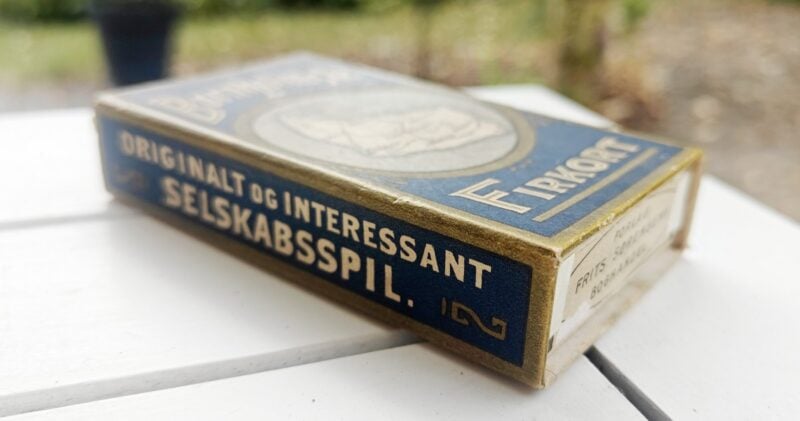 FIRKORT
ORIGINALT OG INTERESSANT
SELSKABSSPIL.
FORLAG:
FRITS SØRENSENS
BOGHANDEL